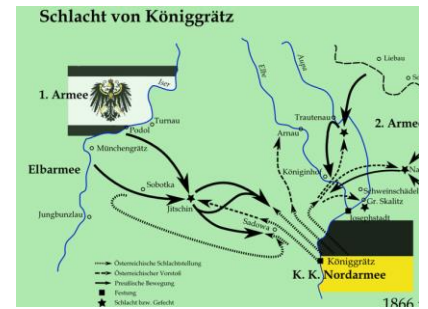 Schlacht von Königgrätz
Liebau
Iser
Elbe
Aupa
1. Armee
Turnau
Podol
Trautenau
Arnau
2. Arme
Münchengrätz
Elbarmee
Sobotka
Jitschin
Königinhof
Na
Schweinschädel
Gr. Skalitz
Josephstadt
Jungbunzlau
Sadowa
Österreichische Schlachtstellung
Österreichischer Vorstoß
Preußische Bewegung
Festung
Schlacht bzw. Gefecht
Königgrätz
K. K. Nordarmee
1866